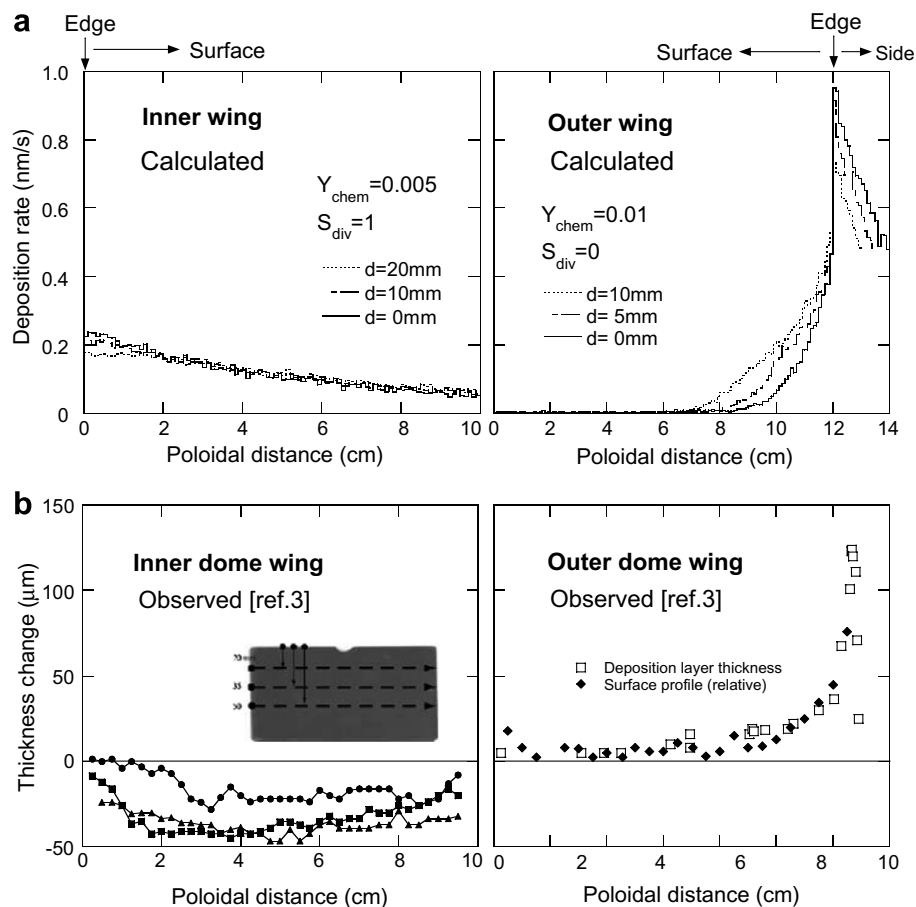 a
Edge
Surface
Edge
Surface
Side
Deposition rate (nm/s)
1.0
0.8
0.6
0.4
0.2
0
Inner wing
Calculated
Y_chem=0.005
S_div=1
d=20mm
d=10mm
d= 0mm
0 2 4 6 8 10
Poloidal distance (cm)
Outer wing
Calculated
Y_chem=0.01
S_div=0
d=10mm
d= 5mm
d= 0mm
0 2 4 6 8 10 12 14
Poloidal distance (cm)
b
Thickness change (μm)
150
100
50
0
-50
Inner dome wing
Observed [ref.3]
35
0 2 4 6 8 10
Poloidal distance (cm)
Outer dome wing
Observed [ref.3]
Deposition layer thickness
Surface profile (relative)
0 2 4 6 8 10
Poloidal distance (cm)